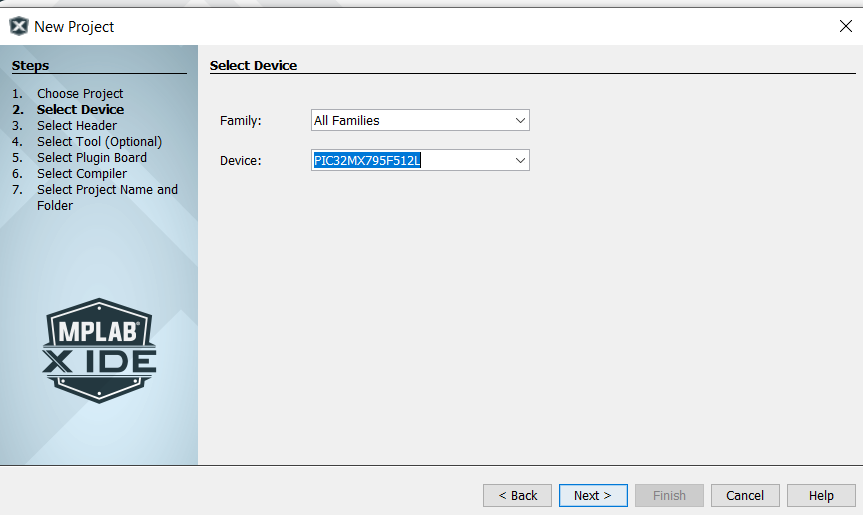 New Project
Steps
1. Choose Project
2. Select Device
3. Select Header
4. Select Tool (Optional)
5. Select Plugin Board
6. Select Compiler
7. Select Project Name and
Folder
MPLAB®
X IDE
Select Device
Family: All Families
Device: PIC32MX795F512L
< Back Next > Finish Cancel Help